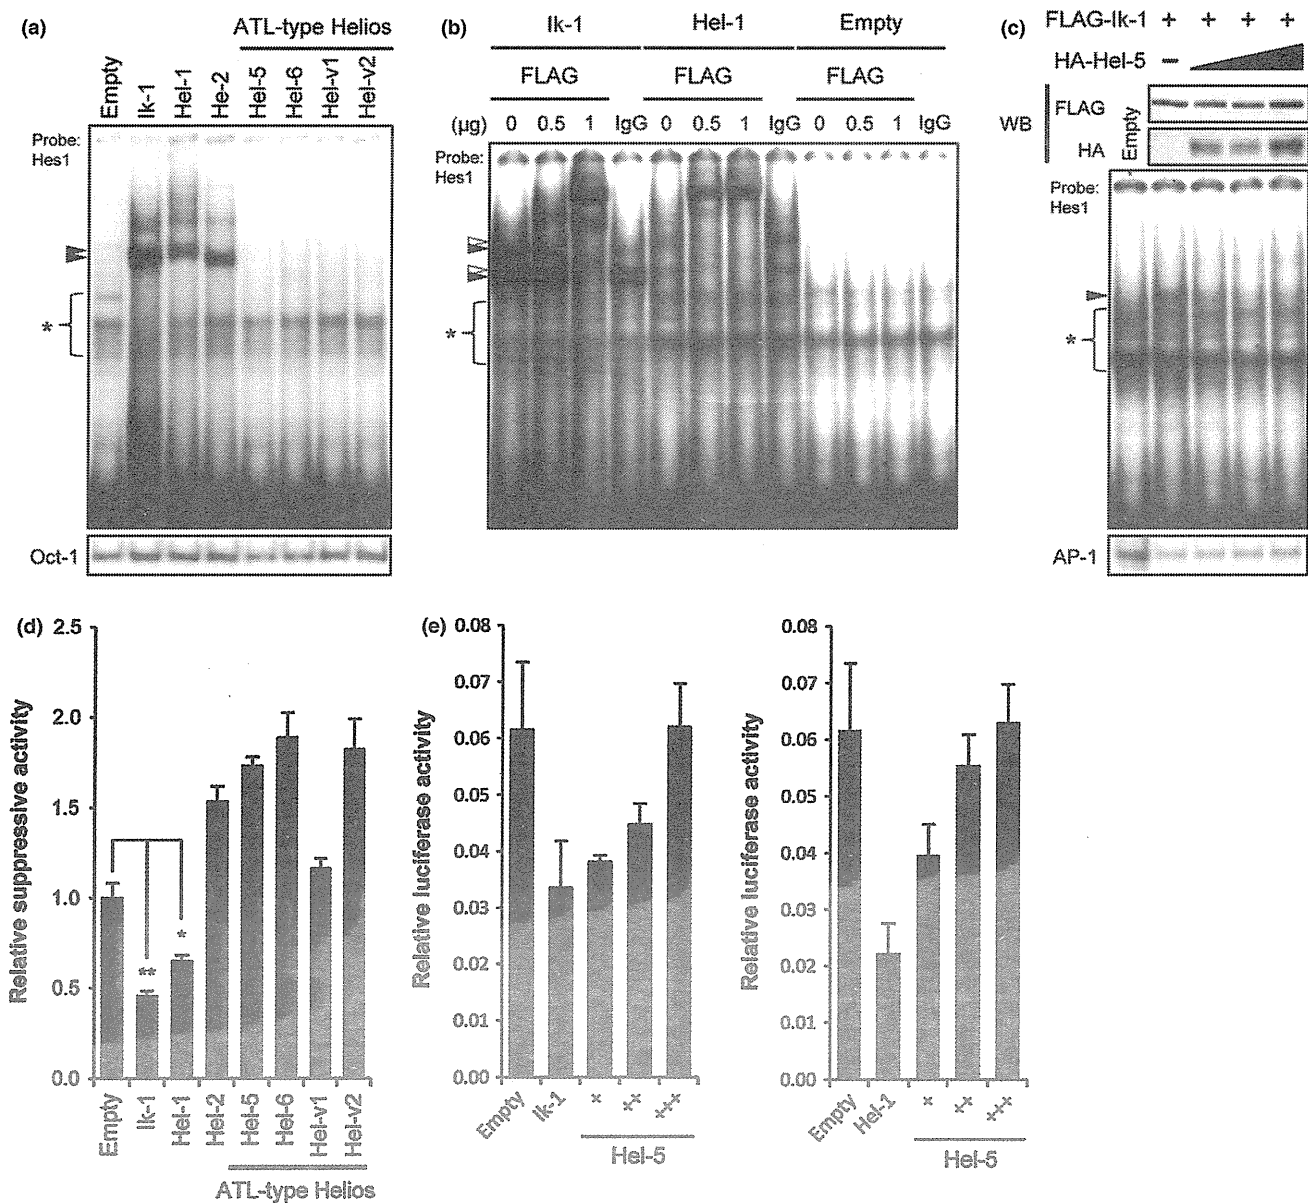 (a)
ATL-type Helios
Empty
Ik-1
Hel-1
He-2
Hel-5
Hel-6
Hel-v1
Hel-v2
Probe:
Hes1
*
Oct-1
(b)
Ik-1 Hel-1 Empty
FLAG FLAG FLAG
(μg) 0 0.5 1 IgG 0 0.5 1 IgG 0 0.5 1 IgG
Probe:
Hes1
*
(c)
FLAG-Ik-1 + + + +
HA-Hel-5 −
WB
FLAG
HA
Empty
Probe:
Hes1
*
AP-1
(d)
Relative suppressive activity
2.5
2.0
1.5
1.0
0.5
0.0
**
*
Empty
Ik-1
Hel-1
Hel-2
Hel-5
Hel-6
Hel-v1
Hel-v2
ATL-type Helios
(e)
Relative luciferase activity
0.08
0.07
0.06
0.05
0.04
0.03
0.02
0.01
0.00
Empty
Ik-1
+
++
+++
Hel-5
Relative luciferase activity
0.08
0.07
0.06
0.05
0.04
0.03
0.02
0.01
0.00
Empty
Hel-1
+
++
+++
Hel-5